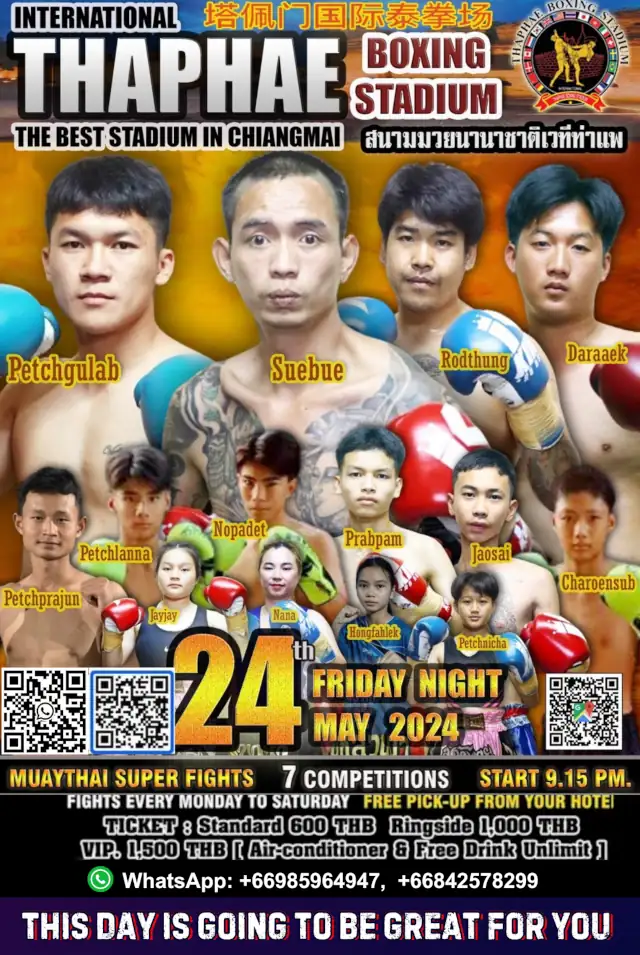 INTERNATIONAL
塔佩门国际泰拳场
THAPHAE
BOXING
STADIUM
THAPHAE BOXING STADIUM
THE BEST STADIUM IN CHIANGMAI
สนามมวยนานาชาติเวทีท่าแพ
Petchgulab
Suebue
Rodthung
Daraaek
Petchprajun
Petchlanna
Nopadet
Prabpam
Jaosai
Charoensub
Jayjay
Nana
Hongfahlek
Petchnicha
24th
FRIDAY NIGHT
MAY 2024
MUAYTHAI SUPER FIGHTS 7 COMPETITIONS START 9.15 PM.
FIGHTS EVERY MONDAY TO SATURDAY FREE PICK-UP FROM YOUR HOTEl
TICKET : Standard 600 THB Ringside 1,000 THB
VIP. 1,500 THB [ Air-conditioner & Free Drink Unlimit ]
WhatsApp: +66985964947, +66842578299
THIS DAY IS GOING TO BE GREAT FOR YOU